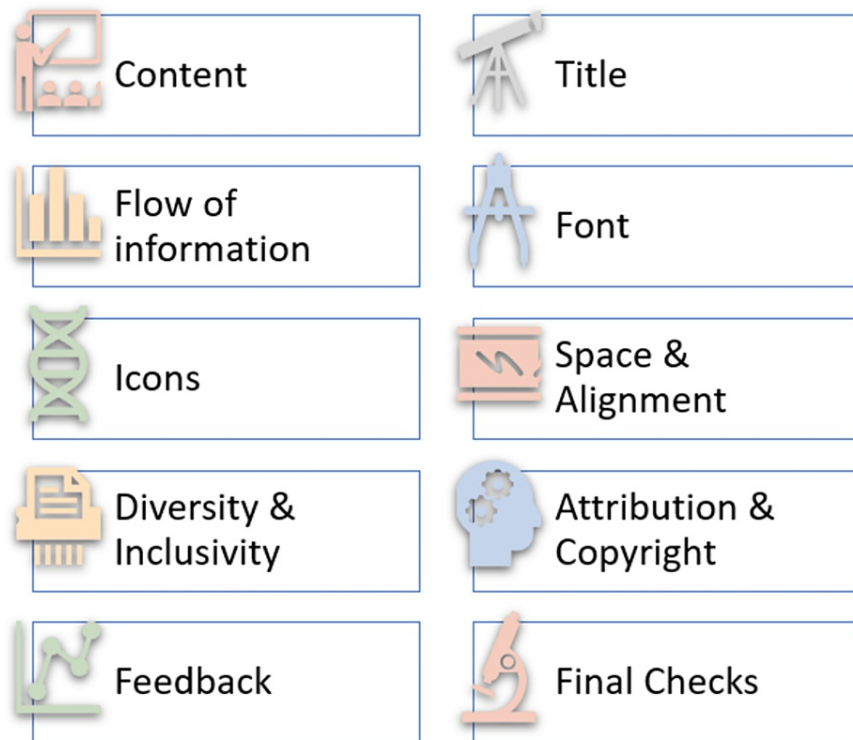 Content
Title
Flow of
information
Font
Icons
Space &
Alignment
Diversity &
Inclusivity
Attribution &
Copyright
Feedback
Final Checks